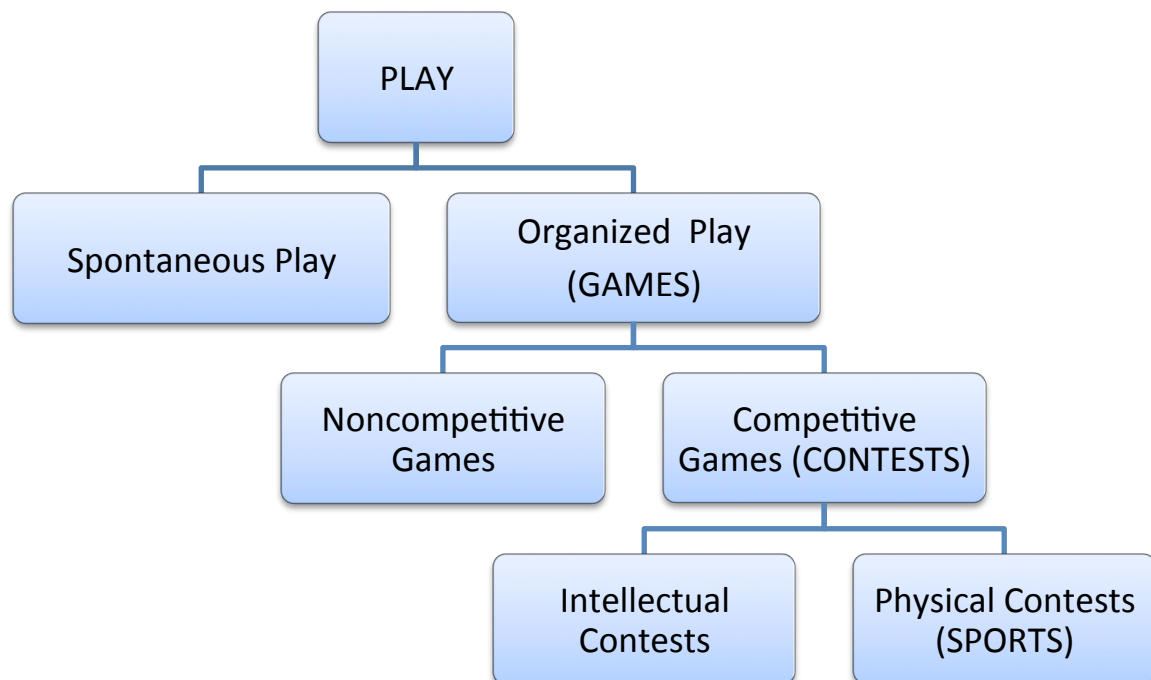 PLAY
Spontaneous Play
Organized Play
(GAMES)
Noncompetitive
Games
Competitive
Games (CONTESTS)
Intellectual
Contests
Physical Contests
(SPORTS)